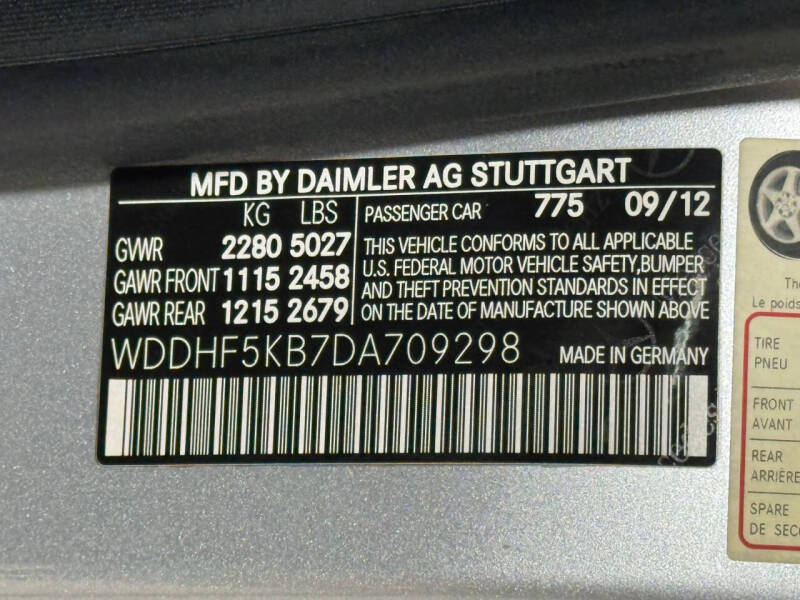 MFD BY DAIMLER AG STUTTGART
KG LBS
GVWR 2280 5027
GAWR FRONT 1115 2458
GAWR REAR 1215 2679
PASSENGER CAR 775 09/12
THIS VEHICLE CONFORMS TO ALL APPLICABLE
U.S. FEDERAL MOTOR VEHICLE SAFETY,BUMPER
AND THEFT PREVENTION STANDARDS IN EFFECT
ON THE DATE OF MANUFACTURE SHOWN ABOVE
WDDHF5KB7DA709298 MADE IN GERMANY
Le poids
TIRE
PNEU
FRONT
AVANT
REAR
ARRIÈRE
SPARE
DE